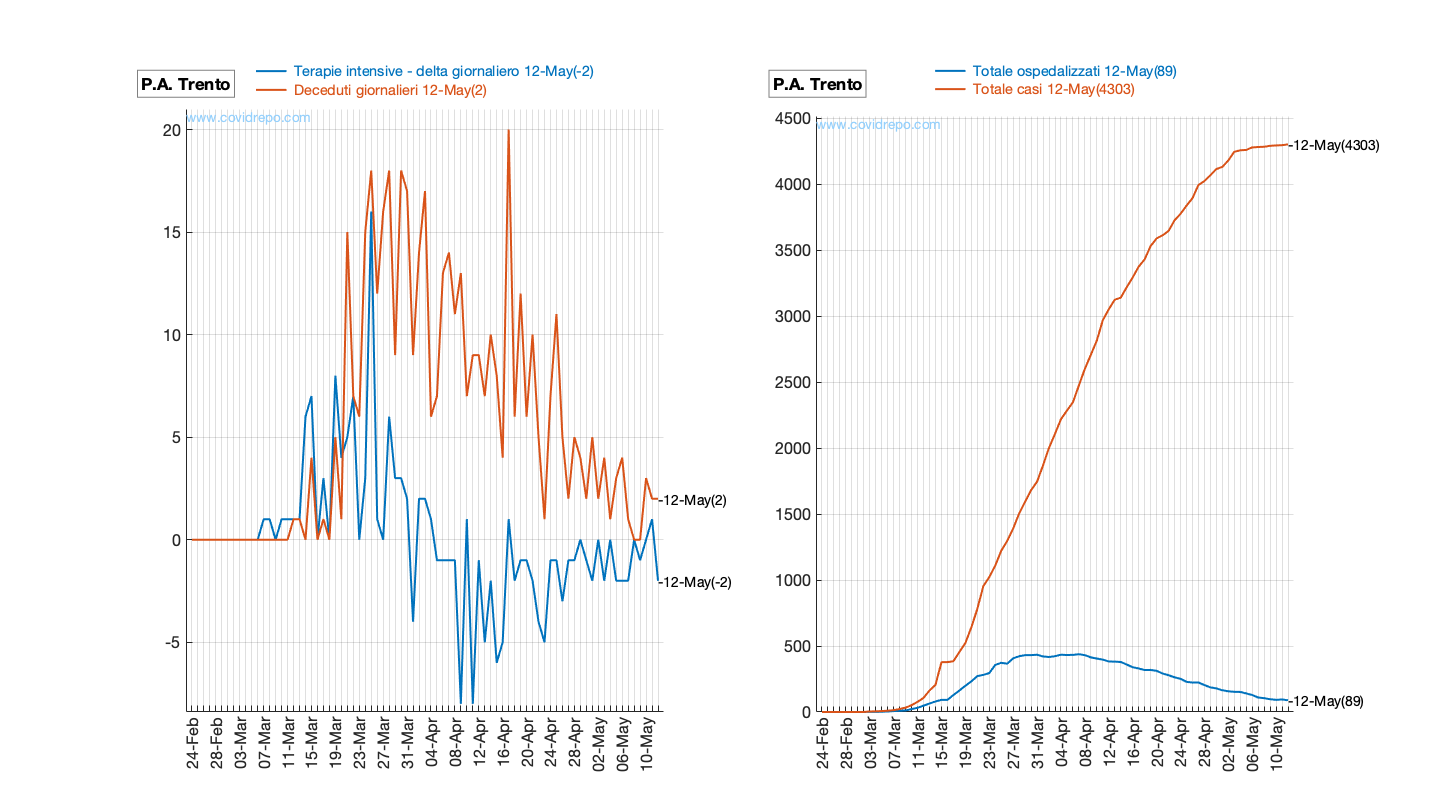 P.A. Trento
Terapie intensive - delta giornaliero 12-May(-2)
Deceduti giornalieri 12-May(2)
www.covidrepo.com
20
15
10
5
0
-5
-12-May(2)
-12-May(-2)
24-Feb
28-Feb
03-Mar
07-Mar
11-Mar
15-Mar
19-Mar
23-Mar
27-Mar
31-Mar
04-Apr
08-Apr
12-Apr
16-Apr
20-Apr
24-Apr
28-Apr
02-May
06-May
10-May
P.A. Trento
Totale ospedalizzati 12-May(89)
Totale casi 12-May(4303)
www.covidrepo.com
4500
4000
3500
3000
2500
2000
1500
1000
500
0
-12-May(4303)
-12-May(89)
24-Feb
28-Feb
03-Mar
07-Mar
11-Mar
15-Mar
19-Mar
23-Mar
27-Mar
31-Mar
04-Apr
08-Apr
12-Apr
16-Apr
20-Apr
24-Apr
28-Apr
02-May
06-May
10-May